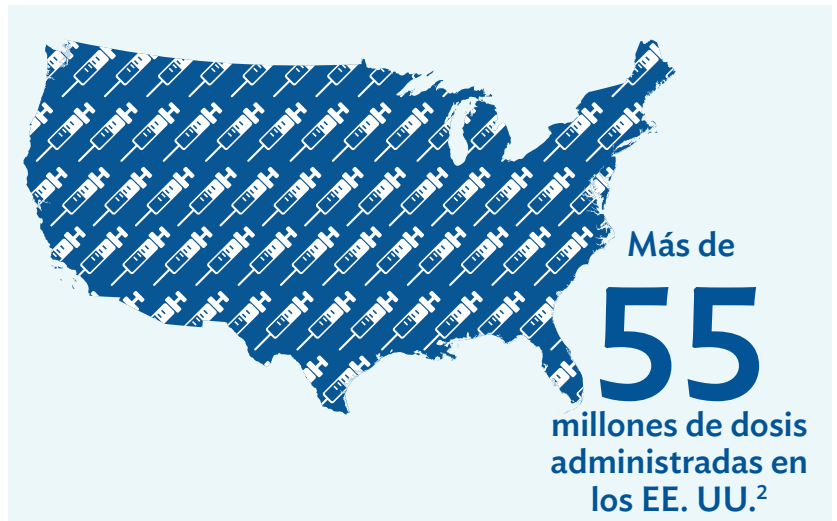 Más de
55
millones de dosis
administradas en
los EE. UU.²